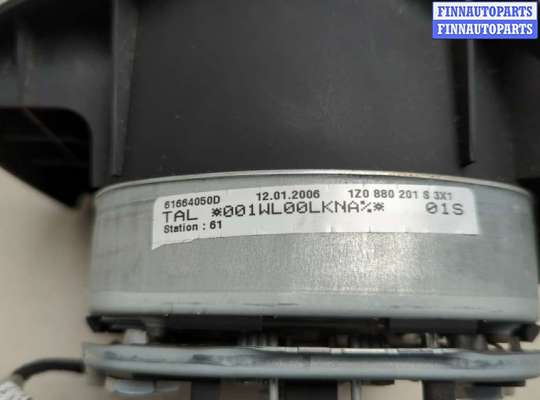 FINNAUTOPARTS
FINNAUTOPARTS
61664050D 12.01.2006 1Z0 880 201 S 3X1
TAL *001WL00LKNA%* 01S
Station : 61